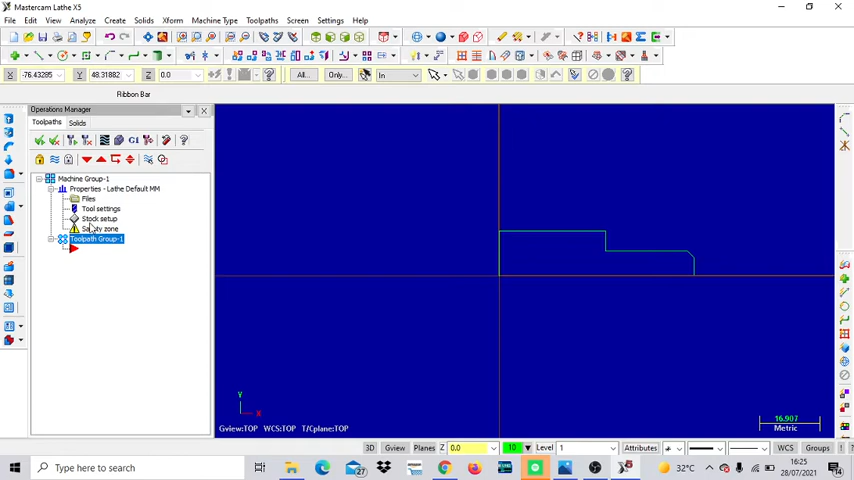 Mastercam Lathe X5
File Edit View Analyze Create Solids Xform Machine Type Toolpaths Screen Settings Help
X -76.43285 Y 48.31882 Z 0.0 All... Only... In
Ribbon Bar
Operations Manager
Toolpaths Solids
G1
Machine Group-1
Properties - Lathe Default MM
Files
Tool settings
Stock setup
Safety zone
Toolpath Group-1
Y
X
16.907
Metric
Gview:TOP WCS:TOP T/Cplane:TOP
3D Gview Planes Z 0.0 10 Level 1 Attributes WCS Groups
Type here to search
27
32°C
16:25
28/07/2021
14